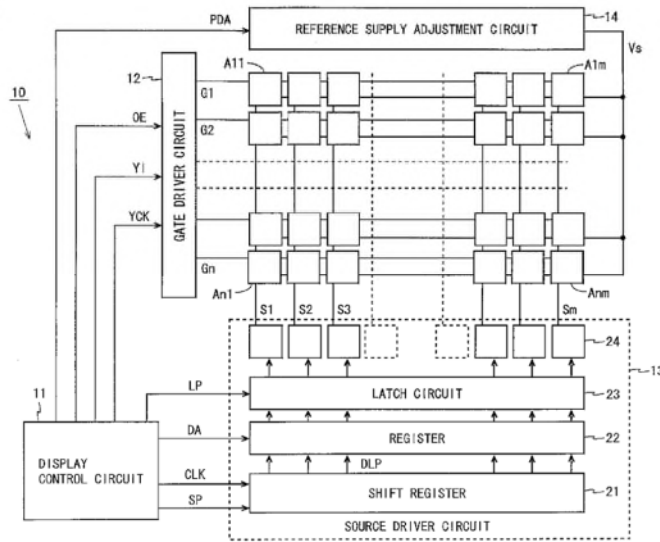 PDA
REFERENCE SUPPLY ADJUSTMENT CIRCUIT
14
Vs
10
12
A11
A1m
GATE DRIVER CIRCUIT
G1
G2
OE
YI
YCK
Gn
An1
S1
S2
S3
Sm
Anm
24
13
11
LP
LATCH CIRCUIT
23
DISPLAY
CONTROL CIRCUIT
DA
REGISTER
22
DLP
CLK
SP
SHIFT REGISTER
21
SOURCE DRIVER CIRCUIT